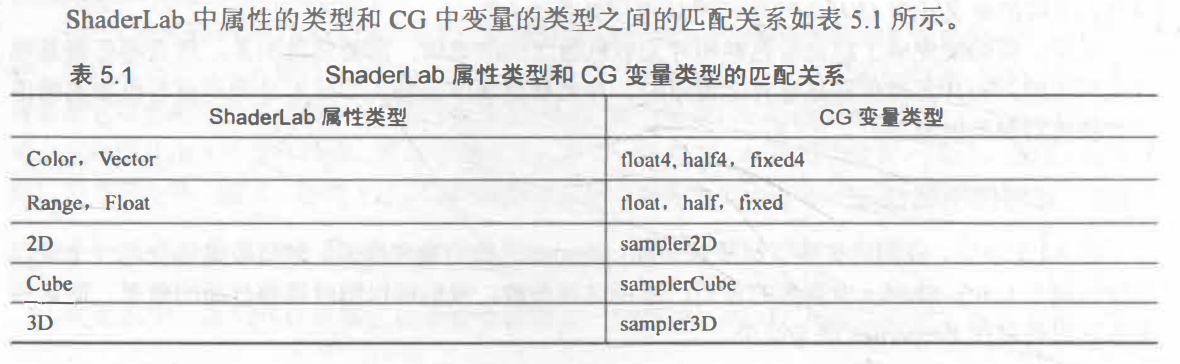 ShaderLab 中属性的类型和 CG 中变量的类型之间的匹配关系如表 5.1 所示。
表 5.1 ShaderLab 属性类型和 CG 变量类型的匹配关系
ShaderLab 属性类型 CG 变量类型
Color，Vector float4, half4，fixed4
Range，Float float，half，fixed
2D sampler2D
Cube samplerCube
3D sampler3D